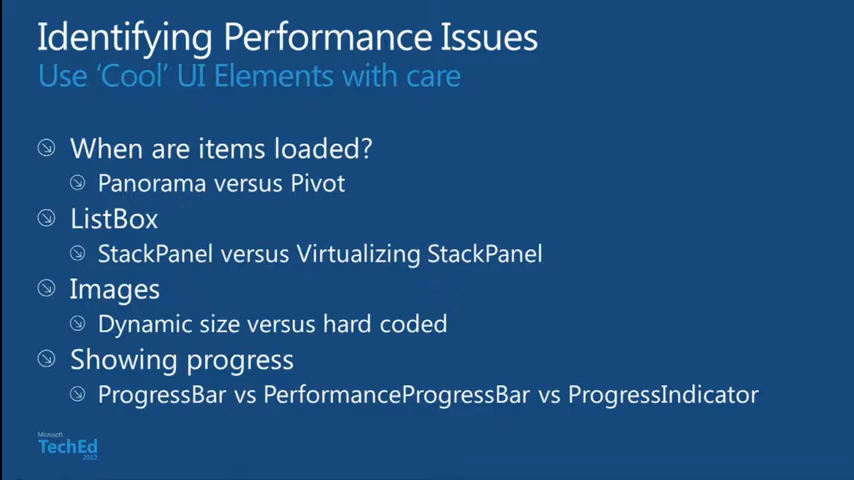 Identifying Performance Issues
Use 'Cool' UI Elements with care
When are items loaded?
Panorama versus Pivot
ListBox
StackPanel versus Virtualizing StackPanel
Images
Dynamic size versus hard coded
Showing progress
ProgressBar vs PerformanceProgressBar vs ProgressIndicator
Microsoft
TechEd
2012